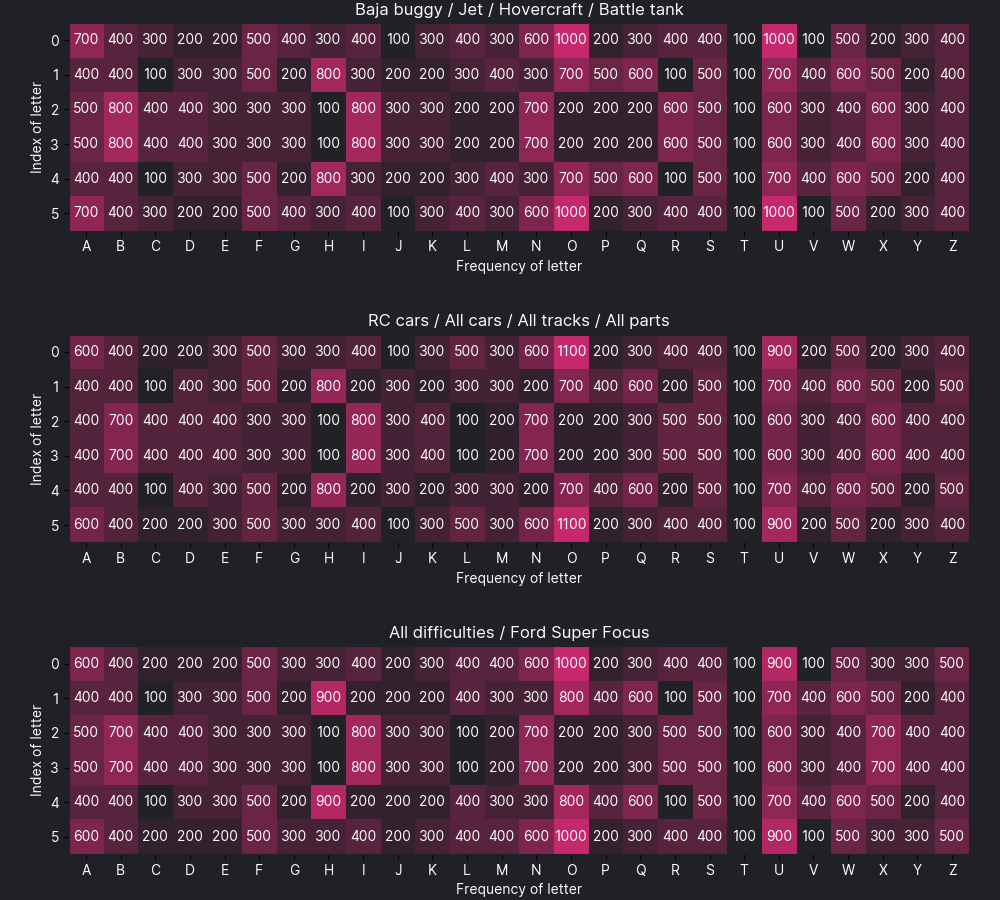 Baja buggy / Jet / Hovercraft / Battle tank
0 700 400 300 200 200 500 400 300 400 100 300 400 300 600 1000 200 300 400 400 100 1000 100 500 200 300 400
1 400 400 100 300 300 500 200 800 300 200 200 300 400 300 700 500 600 100 500 100 700 400 600 500 200 400
2 500 800 400 400 300 300 300 100 800 300 300 200 200 700 200 200 200 600 500 100 600 300 400 600 300 400
3 500 800 400 400 300 300 300 100 800 300 300 200 200 700 200 200 200 600 500 100 600 300 400 600 300 400
4 400 400 100 300 300 500 200 800 300 200 200 300 400 300 700 500 600 100 500 100 700 400 600 500 200 400
5 700 400 300 200 200 500 400 300 400 100 300 400 300 600 1000 200 300 400 400 100 1000 100 500 200 300 400
Index of letter
A B C D E F G H I J K L M N O P Q R S T U V W X Y Z
Frequency of letter
RC cars / All cars / All tracks / All parts
0 600 400 200 200 300 500 300 300 400 100 300 500 300 600 1100 200 300 400 400 100 900 200 500 200 300 400
1 400 400 100 400 300 500 200 800 200 300 200 300 300 200 700 400 600 200 500 100 700 400 600 500 200 500
2 400 700 400 400 400 300 300 100 800 300 400 100 200 700 200 200 300 500 500 100 600 300 400 600 400 400
3 400 700 400 400 400 300 300 100 800 300 400 100 200 700 200 200 300 500 500 100 600 300 400 600 400 400
4 400 400 100 400 300 500 200 800 200 300 200 300 300 200 700 400 600 200 500 100 700 400 600 500 200 500
5 600 400 200 200 300 500 300 300 400 100 300 500 300 600 1100 200 300 400 400 100 900 200 500 200 300 400
Index of letter
A B C D E F G H I J K L M N O P Q R S T U V W X Y Z
Frequency of letter
All difficulties / Ford Super Focus
0 600 400 200 200 200 500 300 300 400 200 300 400 400 600 1000 200 300 400 400 100 900 100 500 300 300 500
1 400 400 100 300 300 500 200 900 200 200 200 400 300 300 800 400 600 100 500 100 700 400 600 500 200 400
2 500 700 400 400 300 300 300 100 800 300 300 100 200 700 200 200 300 500 500 100 600 300 400 700 400 400
3 500 700 400 400 300 300 300 100 800 300 300 100 200 700 200 200 300 500 500 100 600 300 400 700 400 400
4 400 400 100 300 300 500 200 900 200 200 200 400 300 300 800 400 600 100 500 100 700 400 600 500 200 400
5 600 400 200 200 200 500 300 300 400 200 300 400 400 600 1000 200 300 400 400 100 900 100 500 300 300 500
Index of letter
A B C D E F G H I J K L M N O P Q R S T U V W X Y Z
Frequency of letter